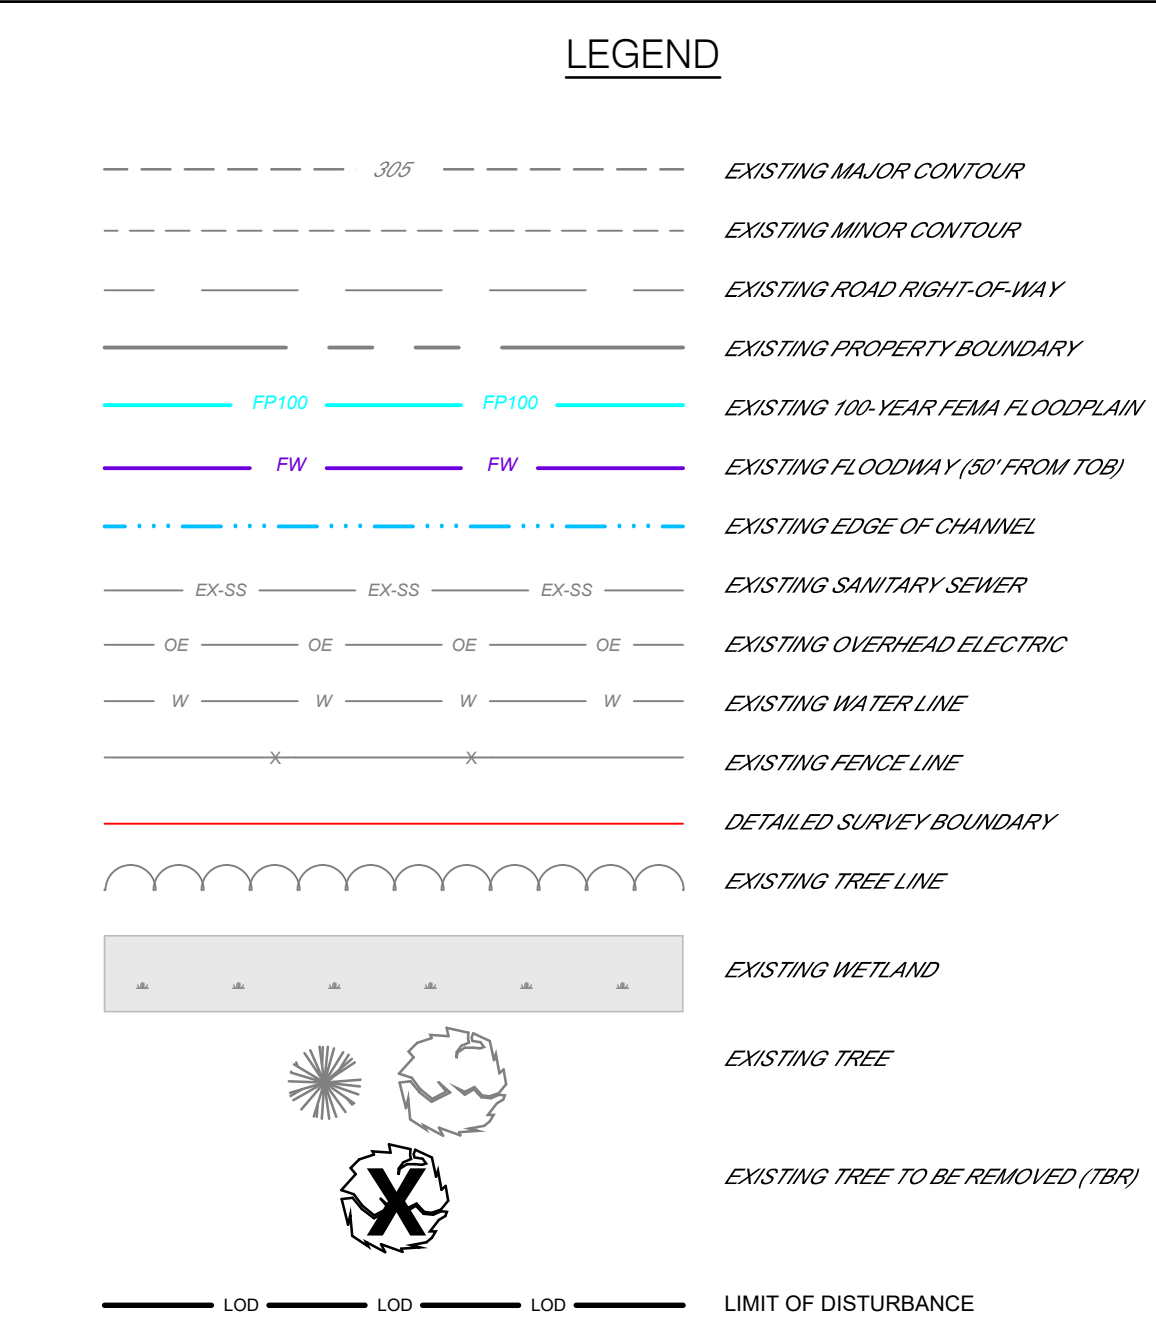 LEGEND
305 EXISTING MAJOR CONTOUR
EXISTING MINOR CONTOUR
EXISTING ROAD RIGHT-OF-WAY
EXISTING PROPERTY BOUNDARY
FP100 FP100 EXISTING 100-YEAR FEMA FLOODPLAIN
FW FW EXISTING FLOODWAY (50' FROM TOB)
EXISTING EDGE OF CHANNEL
EX-SS EX-SS EX-SS EXISTING SANITARY SEWER
OE OE OE OE EXISTING OVERHEAD ELECTRIC
W W W W EXISTING WATER LINE
X X EXISTING FENCE LINE
DETAILED SURVEY BOUNDARY
EXISTING TREE LINE
EXISTING WETLAND
EXISTING TREE
X EXISTING TREE TO BE REMOVED (TBR)
LOD LOD LOD LIMIT OF DISTURBANCE